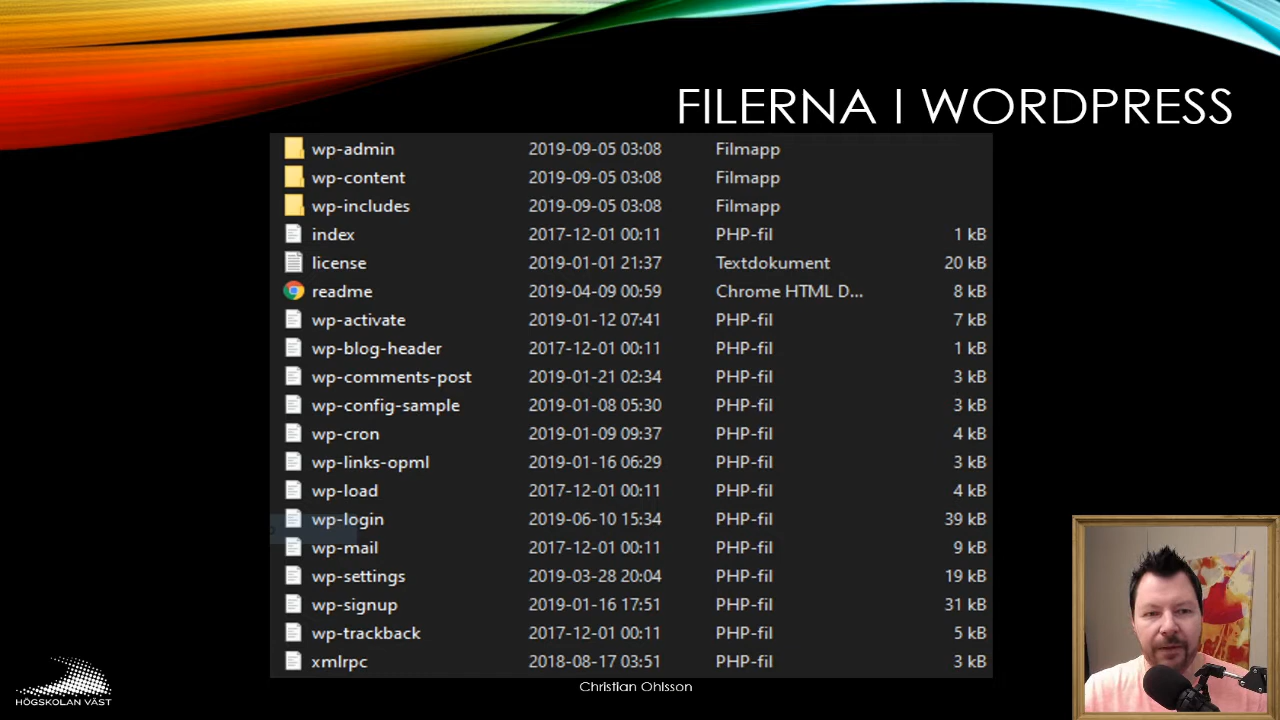 FILERNA I WORDPRESS
wp-admin 2019-09-05 03:08 Filmapp
wp-content 2019-09-05 03:08 Filmapp
wp-includes 2019-09-05 03:08 Filmapp
index 2017-12-01 00:11 PHP-fil 1 kB
license 2019-01-01 21:37 Textdokument 20 kB
readme 2019-04-09 00:59 Chrome HTML D... 8 kB
wp-activate 2019-01-12 07:41 PHP-fil 7 kB
wp-blog-header 2017-12-01 00:11 PHP-fil 1 kB
wp-comments-post 2019-01-21 02:34 PHP-fil 3 kB
wp-config-sample 2019-01-08 05:30 PHP-fil 3 kB
wp-cron 2019-01-09 09:37 PHP-fil 4 kB
wp-links-opml 2019-01-16 06:29 PHP-fil 3 kB
wp-load 2017-12-01 00:11 PHP-fil 4 kB
wp-login 2019-06-10 15:34 PHP-fil 39 kB
wp-mail 2017-12-01 00:11 PHP-fil 9 kB
wp-settings 2019-03-28 20:04 PHP-fil 19 kB
wp-signup 2019-01-16 17:51 PHP-fil 31 kB
wp-trackback 2017-12-01 00:11 PHP-fil 5 kB
xmlrpc 2018-08-17 03:51 PHP-fil 3 kB
Christian Ohlsson
HÖGSKOLAN VÄST